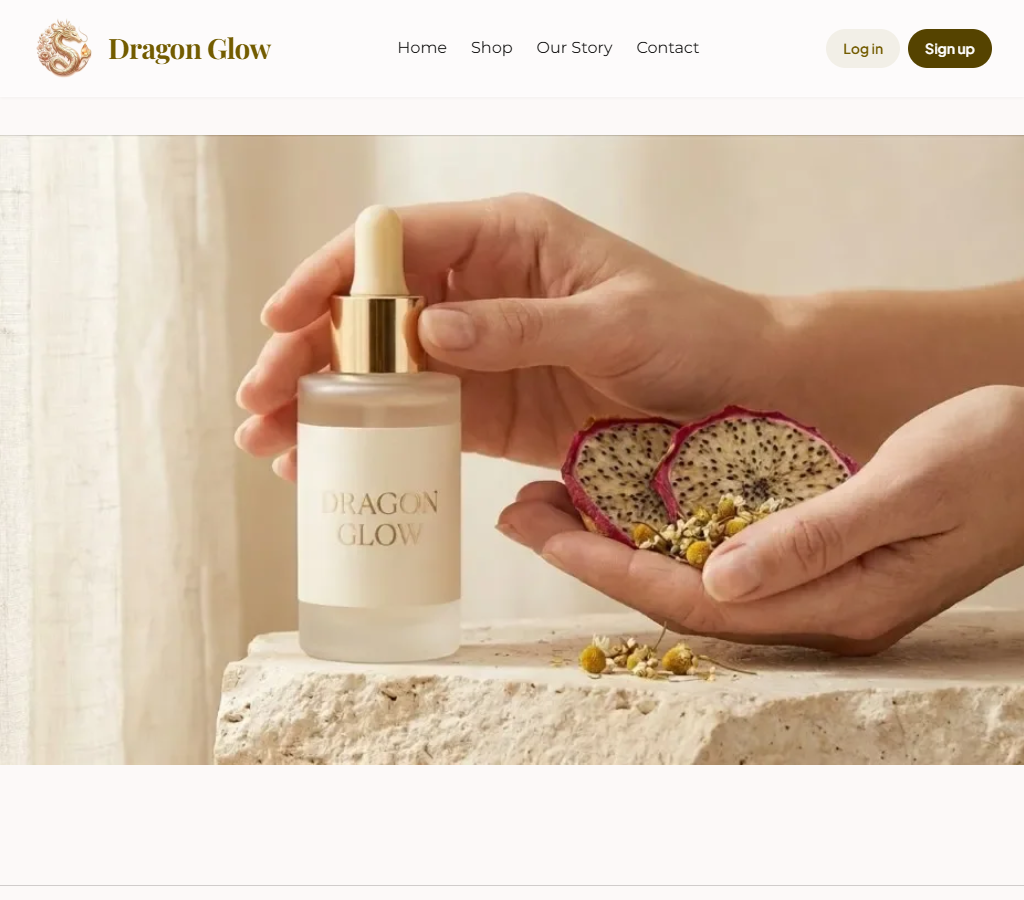 Dragon Glow
Home
Shop
Our Story
Contact
Log in
Sign up
DRAGON
GLOW